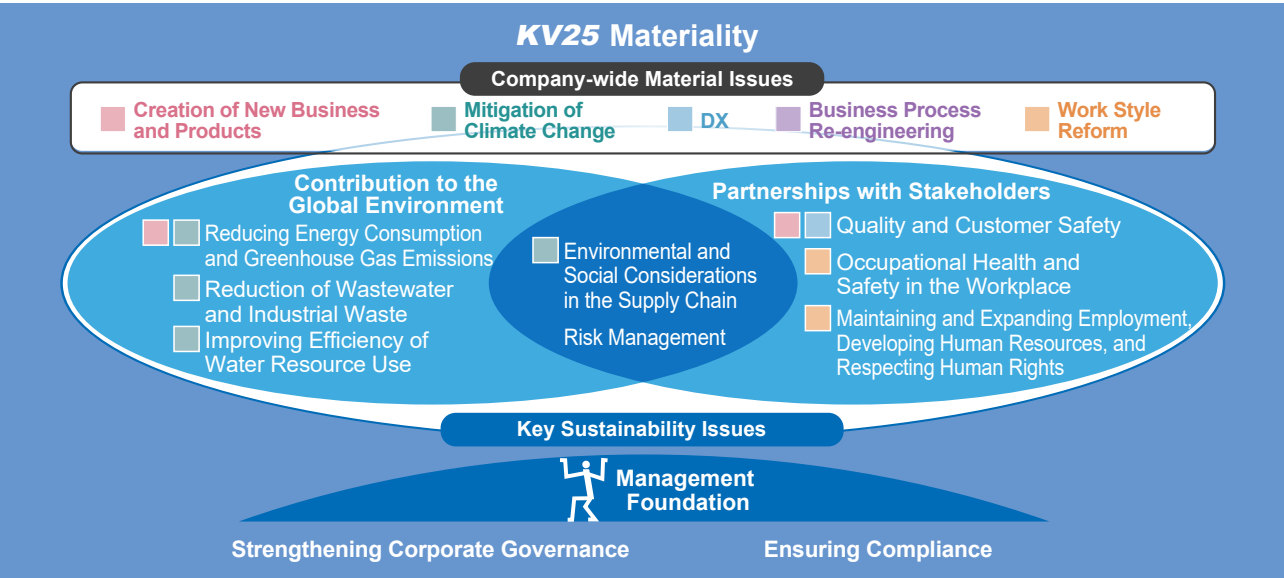 KV25 Materiality
Company-wide Material Issues
Creation of New Business
and Products
Mitigation of
Climate Change
DX
Business Process
Re-engineering
Work Style
Reform
Contribution to the
Global Environment
Reducing Energy Consumption
and Greenhouse Gas Emissions
Reduction of Wastewater
and Industrial Waste
Improving Efficiency of
Water Resource Use
Environmental and
Social Considerations
in the Supply Chain
Risk Management
Partnerships with Stakeholders
Quality and Customer Safety
Occupational Health and
Safety in the Workplace
Maintaining and Expanding Employment,
Developing Human Resources, and
Respecting Human Rights
Key Sustainability Issues
Management
Foundation
Strengthening Corporate Governance
Ensuring Compliance